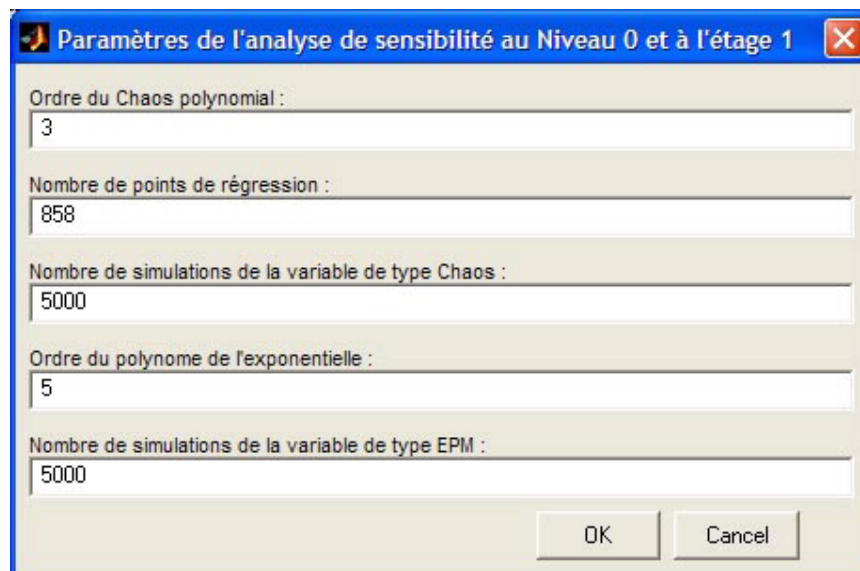 Paramètres de l'analyse de sensibilité au Niveau 0 et à l'étage 1
Ordre du Chaos polynomial :
3
Nombre de points de régression :
858
Nombre de simulations de la variable de type Chaos :
5000
Ordre du polynome de l'exponentielle :
5
Nombre de simulations de la variable de type EPM :
5000
OK Cancel